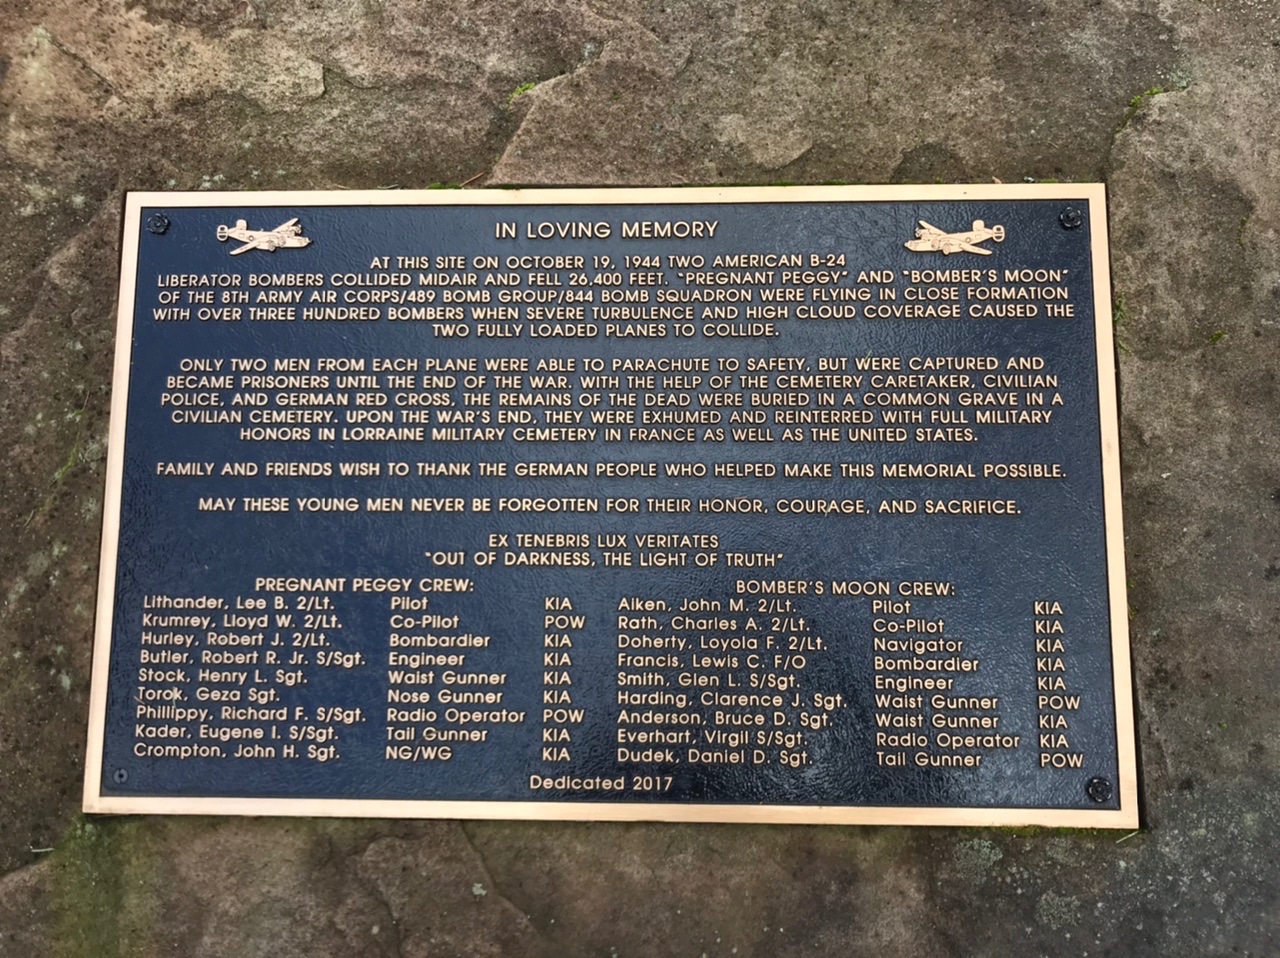 IN LOVING MEMORY
AT THIS SITE ON OCTOBER 19, 1944 TWO AMERICAN B-24
LIBERATOR BOMBERS COLLIDED MIDAIR AND FELL 26,400 FEET. "PREGNANT PEGGY" AND "BOMBER'S MOON"
OF THE 8TH ARMY AIR CORPS/489 BOMB GROUP/844 BOMB SQUADRON WERE FLYING IN CLOSE FORMATION
WITH OVER THREE HUNDRED BOMBERS WHEN SEVERE TURBULENCE AND HIGH CLOUD COVERAGE CAUSED THE
TWO FULLY LOADED PLANES TO COLLIDE.
ONLY TWO MEN FROM EACH PLANE WERE ABLE TO PARACHUTE TO SAFETY, BUT WERE CAPTURED AND
BECAME PRISONERS UNTIL THE END OF THE WAR. WITH THE HELP OF THE CEMETERY CARETAKER, CIVILIAN
POLICE, AND GERMAN RED CROSS, THE REMAINS OF THE DEAD WERE BURIED IN A COMMON GRAVE IN A
CIVILIAN CEMETERY. UPON THE WAR'S END, THEY WERE EXHUMED AND REINTERRED WITH FULL MILITARY
HONORS IN LORRAINE MILITARY CEMETERY IN FRANCE AS WELL AS THE UNITED STATES.
FAMILY AND FRIENDS WISH TO THANK THE GERMAN PEOPLE WHO HELPED MAKE THIS MEMORIAL POSSIBLE.
MAY THESE YOUNG MEN NEVER BE FORGOTTEN FOR THEIR HONOR, COURAGE, AND SACRIFICE.
EX TENEBRIS LUX VERITATES
"OUT OF DARKNESS, THE LIGHT OF TRUTH"
PREGNANT PEGGY CREW:
Lithander, Lee B. 2/Lt. Pilot KIA
Krumrey, Lloyd W. 2/Lt. Co-Pilot POW
Hurley, Robert J. 2/Lt. Bombardier KIA
Butler, Robert R. Jr. S/Sgt. Engineer KIA
Stock, Henry L. Sgt. Waist Gunner KIA
Torok, Geza Sgt. Nose Gunner KIA
Phillippy, Richard F. S/Sgt. Radio Operator POW
Kader, Eugene I. S/Sgt. Tail Gunner KIA
Crompton, John H. Sgt. NG/WG KIA
BOMBER'S MOON CREW:
Aiken, John M. 2/Lt. Pilot KIA
Rath, Charles A. 2/Lt. Co-Pilot KIA
Doherty, Loyola F. 2/Lt. Navigator KIA
Francis, Lewis C. F/O Bombardier KIA
Smith, Glen L. S/Sgt. Engineer KIA
Harding, Clarence J. Sgt. Waist Gunner POW
Anderson, Bruce D. Sgt. Waist Gunner KIA
Everhart, Virgil S/Sgt. Radio Operator KIA
Dudek, Daniel D. Sgt. Tail Gunner POW
Dedicated 2017